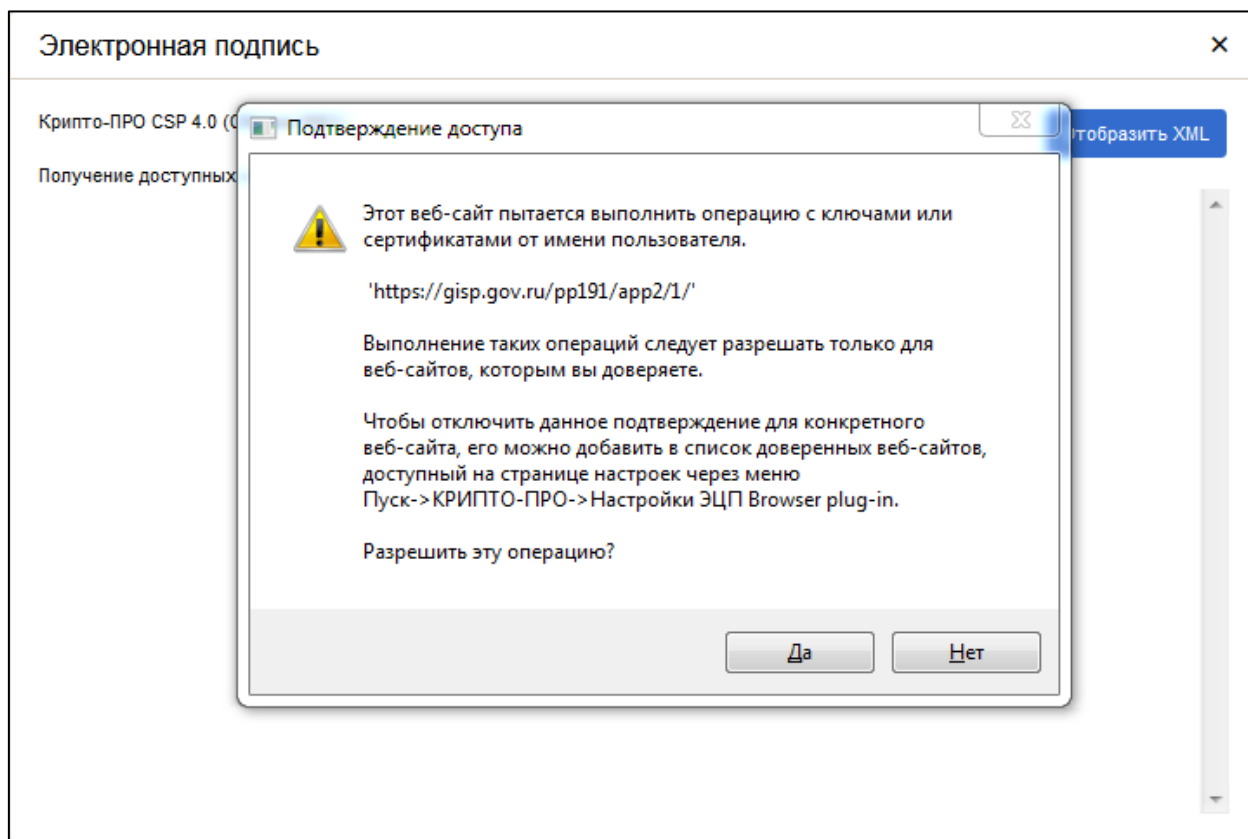 Электронная подпись
Крипто-ПРО CSP 4.0
Подтверждение доступа
тобразить XML
Получение доступных
Этот веб-сайт пытается выполнить операцию с ключами или
сертификатами от имени пользователя.
'https://gisp.gov.ru/pp191/app2/1/'
Выполнение таких операций следует разрешать только для
веб-сайтов, которым вы доверяете.
Чтобы отключить данное подтверждение для конкретного
веб-сайта, его можно добавить в список доверенных веб-сайтов,
доступный на странице настроек через меню
Пуск->КРИПТО-ПРО->Настройки ЭЦП Browser plug-in.
Разрешить эту операцию?
Да
Нет